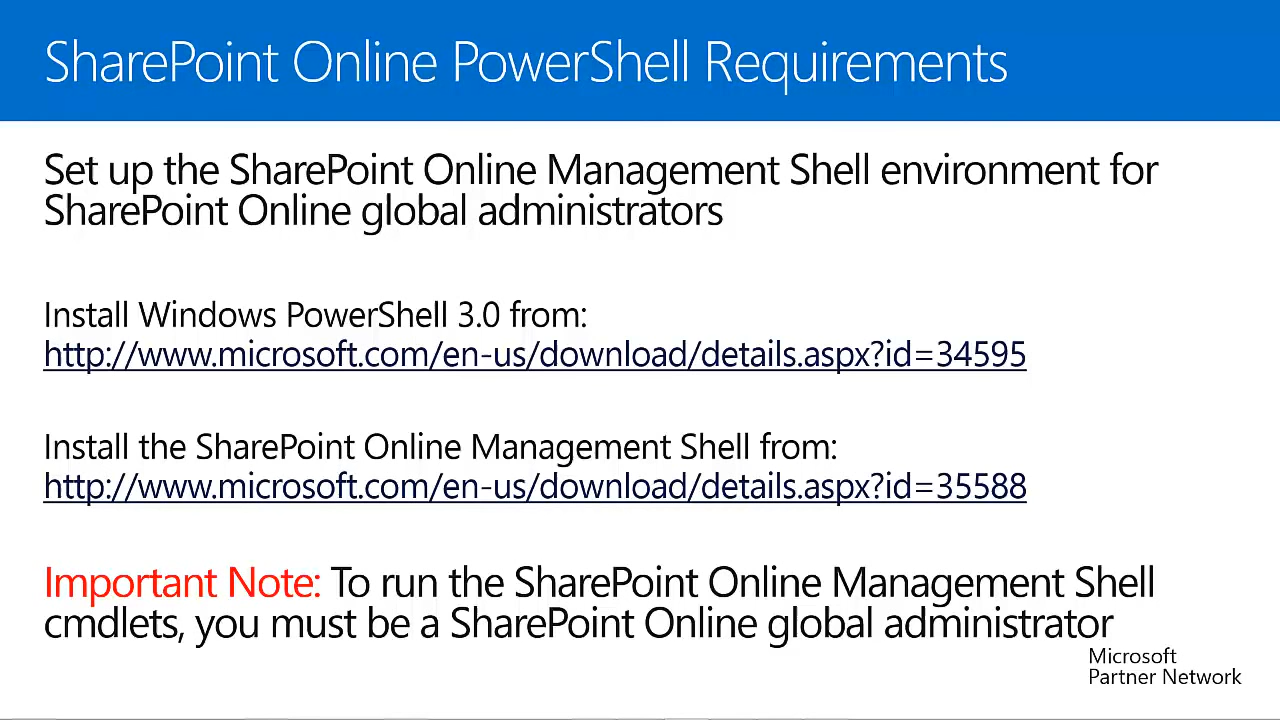 SharePoint Online PowerShell Requirements
Set up the SharePoint Online Management Shell environment for
SharePoint Online global administrators
Install Windows PowerShell 3.0 from:
http://www.microsoft.com/en-us/download/details.aspx?id=34595
Install the SharePoint Online Management Shell from:
http://www.microsoft.com/en-us/download/details.aspx?id=35588
Important Note: To run the SharePoint Online Management Shell
cmdlets, you must be a SharePoint Online global administrator
Microsoft
Partner Network